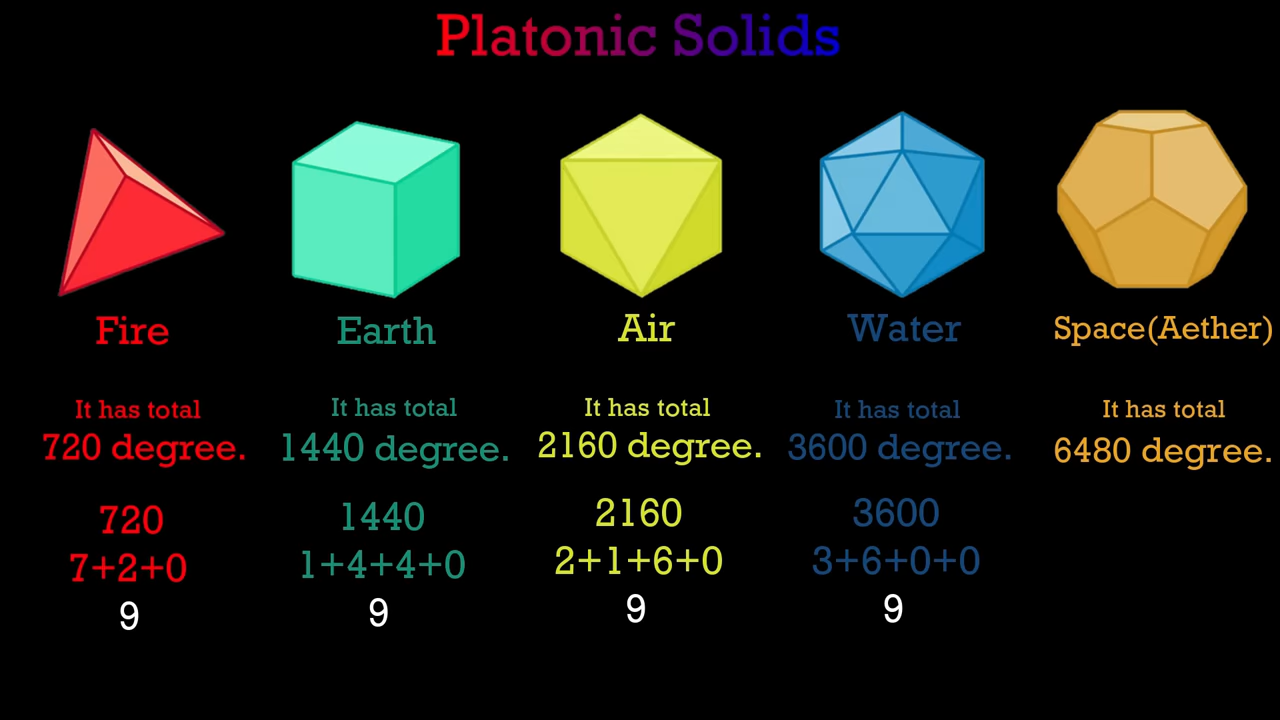 Platonic Solids
Fire
Earth
Air
Water
Space(Aether)
It has total
720 degree.
It has total
1440 degree.
It has total
2160 degree.
It has total
3600 degree.
It has total
6480 degree.
720
7+2+0
9
1440
1+4+4+0
9
2160
2+1+6+0
9
3600
3+6+0+0
9